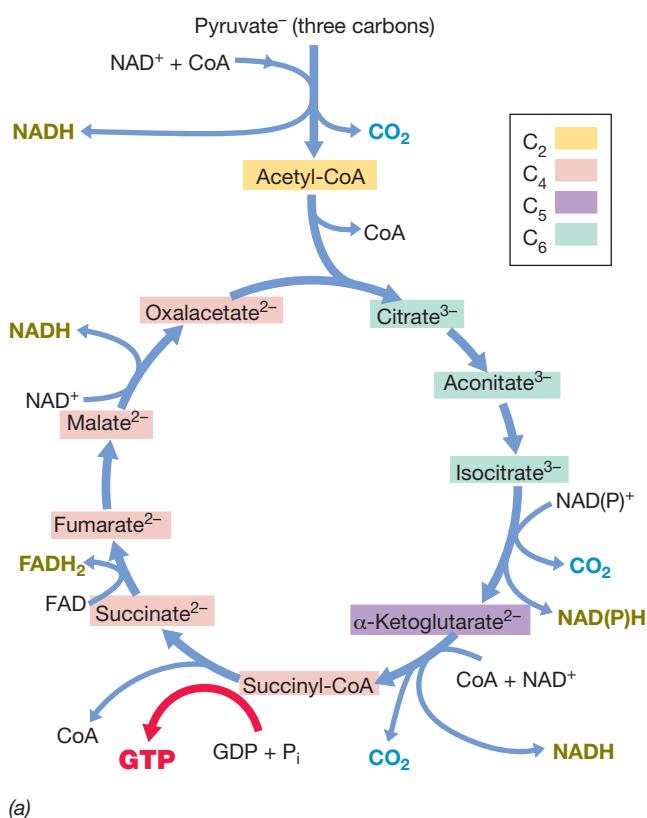 Pyruvate⁻ (three carbons)
NAD⁺ + CoA
NADH
CO₂
C₂
C₄
C₅
C₆
Acetyl-CoA
CoA
Oxalacetate²⁻
Citrate³⁻
NADH
Aconitate³⁻
NAD⁺
Malate²⁻
Isocitrate³⁻
NAD(P)⁺
Fumarate²⁻
CO₂
FADH₂
FAD
Succinate²⁻
α-Ketoglutarate²⁻
NAD(P)H
Succinyl-CoA
CoA + NAD⁺
CoA
GTP
GDP + Pᵢ
CO₂
NADH
(a)